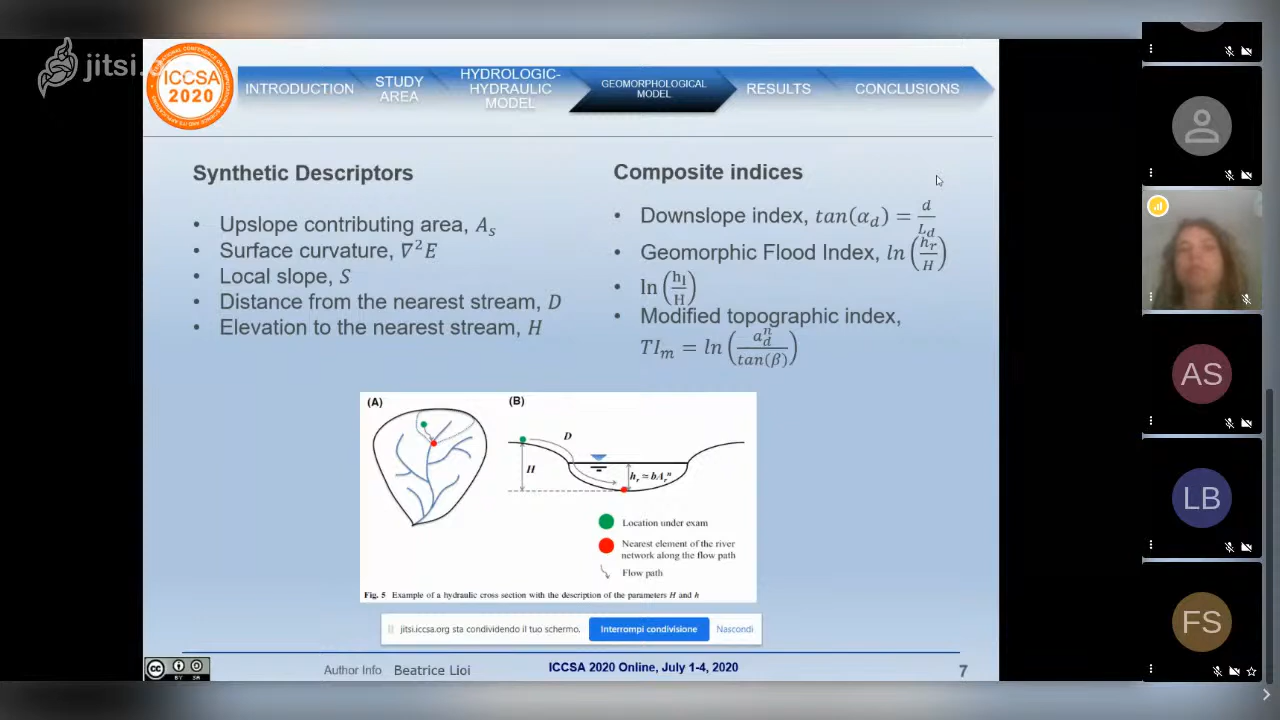 jitsi.
ICCSA
2020
INTRODUCTION
STUDY
AREA
HYDROLOGIC-
HYDRAULIC
MODEL
GEOMORPHOLOGICAL
MODEL
RESULTS
CONCLUSIONS
Synthetic Descriptors
• Upslope contributing area, A_s
• Surface curvature, ∇²E
• Local slope, S
• Distance from the nearest stream, D
• Elevation to the nearest stream, H
Composite indices
• Downslope index, tan(α_d) = d/L_d
• Geomorphic Flood Index, ln(h_r/H)
• ln(h_l/H)
• Modified topographic index,
TI_m = ln(a_d^n/tan(β))
(A)
(B)
D
H
h_r ≈ bA_r^n
Location under exam
Nearest element of the river
network along the flow path
Flow path
Fig. 5 Example of a hydraulic cross section with the description of the parameters H and h
jitsi.iccsa.org sta condividendo il tuo schermo.
Interrompi condivisione
Nascondi
CC BY SA
Author Info Beatrice Lioi
ICCSA 2020 Online, July 1-4, 2020
7
AS
LB
FS